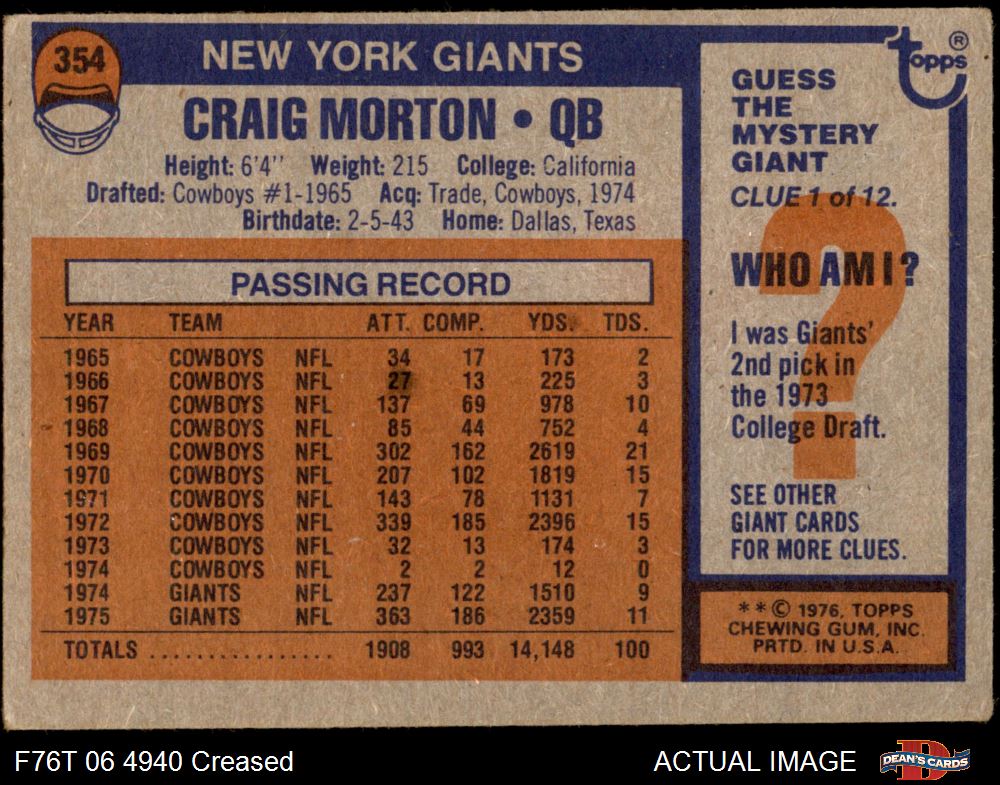 354
NEW YORK GIANTS
CRAIG MORTON • QB
Height: 6'4'' Weight: 215 College: California
Drafted: Cowboys #1-1965 Acq: Trade, Cowboys, 1974
Birthdate: 2-5-43 Home: Dallas, Texas
PASSING RECORD
YEAR TEAM ATT. COMP. YDS. TDS.
1965 COWBOYS NFL 34 17 173 2
1966 COWBOYS NFL 27 13 225 3
1967 COWBOYS NFL 137 69 978 10
1968 COWBOYS NFL 85 44 752 4
1969 COWBOYS NFL 302 162 2619 21
1970 COWBOYS NFL 207 102 1819 15
1971 COWBOYS NFL 143 78 1131 7
1972 COWBOYS NFL 339 185 2396 15
1973 COWBOYS NFL 32 13 174 3
1974 COWBOYS NFL 2 2 12 0
1974 GIANTS NFL 237 122 1510 9
1975 GIANTS NFL 363 186 2359 11
TOTALS ................ 1908 993 14,148 100
topps ®
GUESS
THE
MYSTERY
GIANT
CLUE 1 of 12.
?
WHO AM I?
I was Giants'
2nd pick in
the 1973
College Draft.
SEE OTHER
GIANT CARDS
FOR MORE CLUES.
**© 1976, TOPPS
CHEWING GUM, INC.
PRTD. IN U.S.A.
F76T 06 4940 Creased
ACTUAL IMAGE
D
DEAN'S CARDS